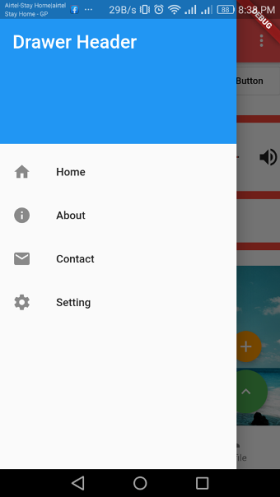 Airtel-Stay Home|airtel
Stay Home - GP
29B/s
88
8:38 PM
DEBUG
Drawer Header
Button
Home
About
Contact
Setting